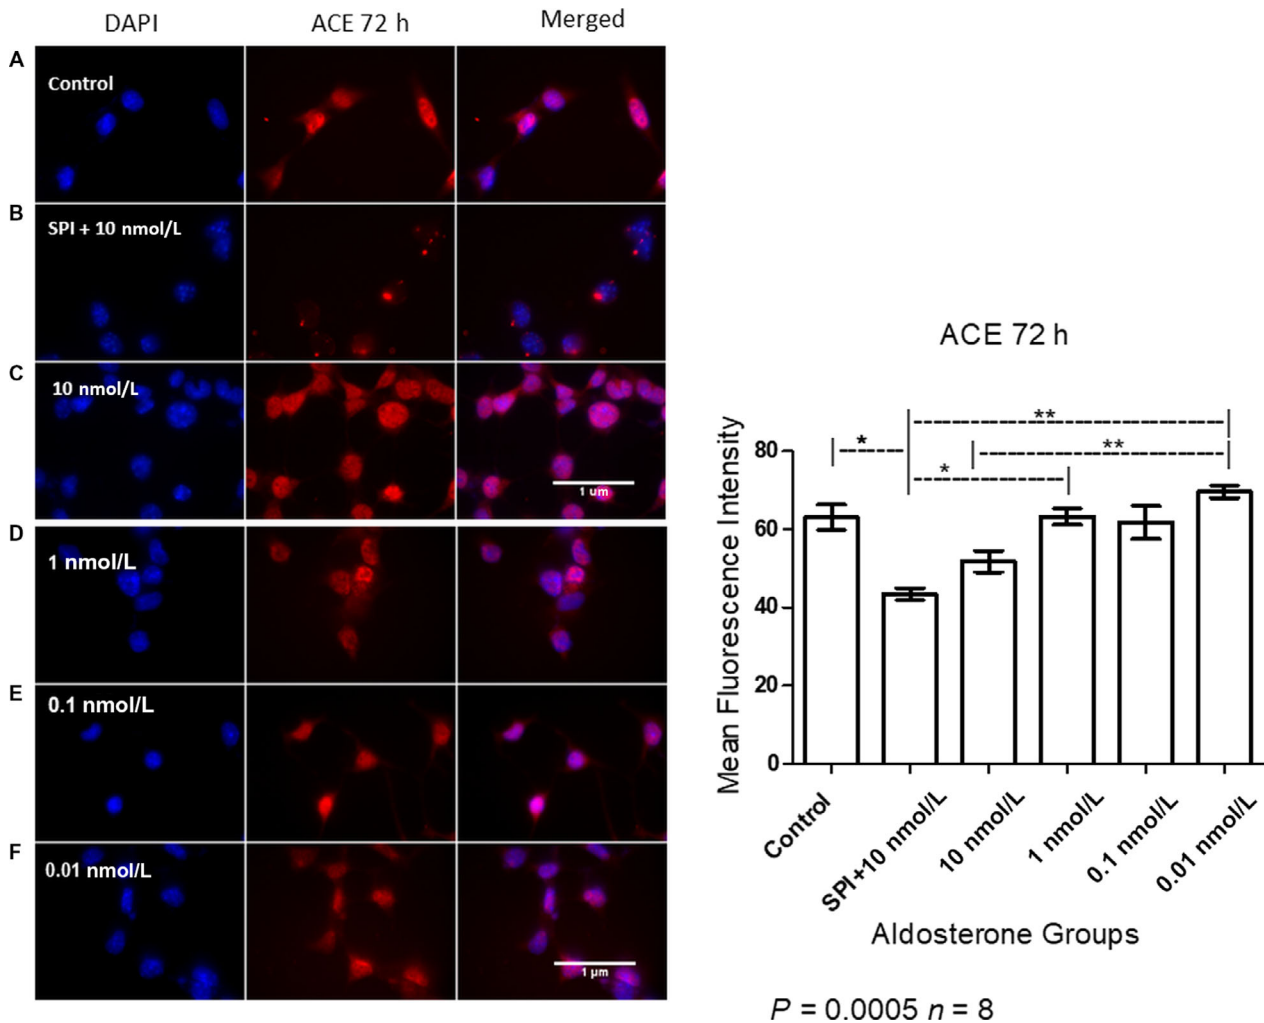 DAPI ACE 72 h Merged
A Control
B SPI + 10 nmol/L
C 10 nmol/L
1 um
D 1 nmol/L
E 0.1 nmol/L
F 0.01 nmol/L
1 µm
ACE 72 h
Mean Fluorescence Intensity
** 
* **
*
80
60
40
20
0
Control SPI+10 nmol/L 10 nmol/L 1 nmol/L 0.1 nmol/L 0.01 nmol/L
Aldosterone Groups
P = 0.0005 n = 8